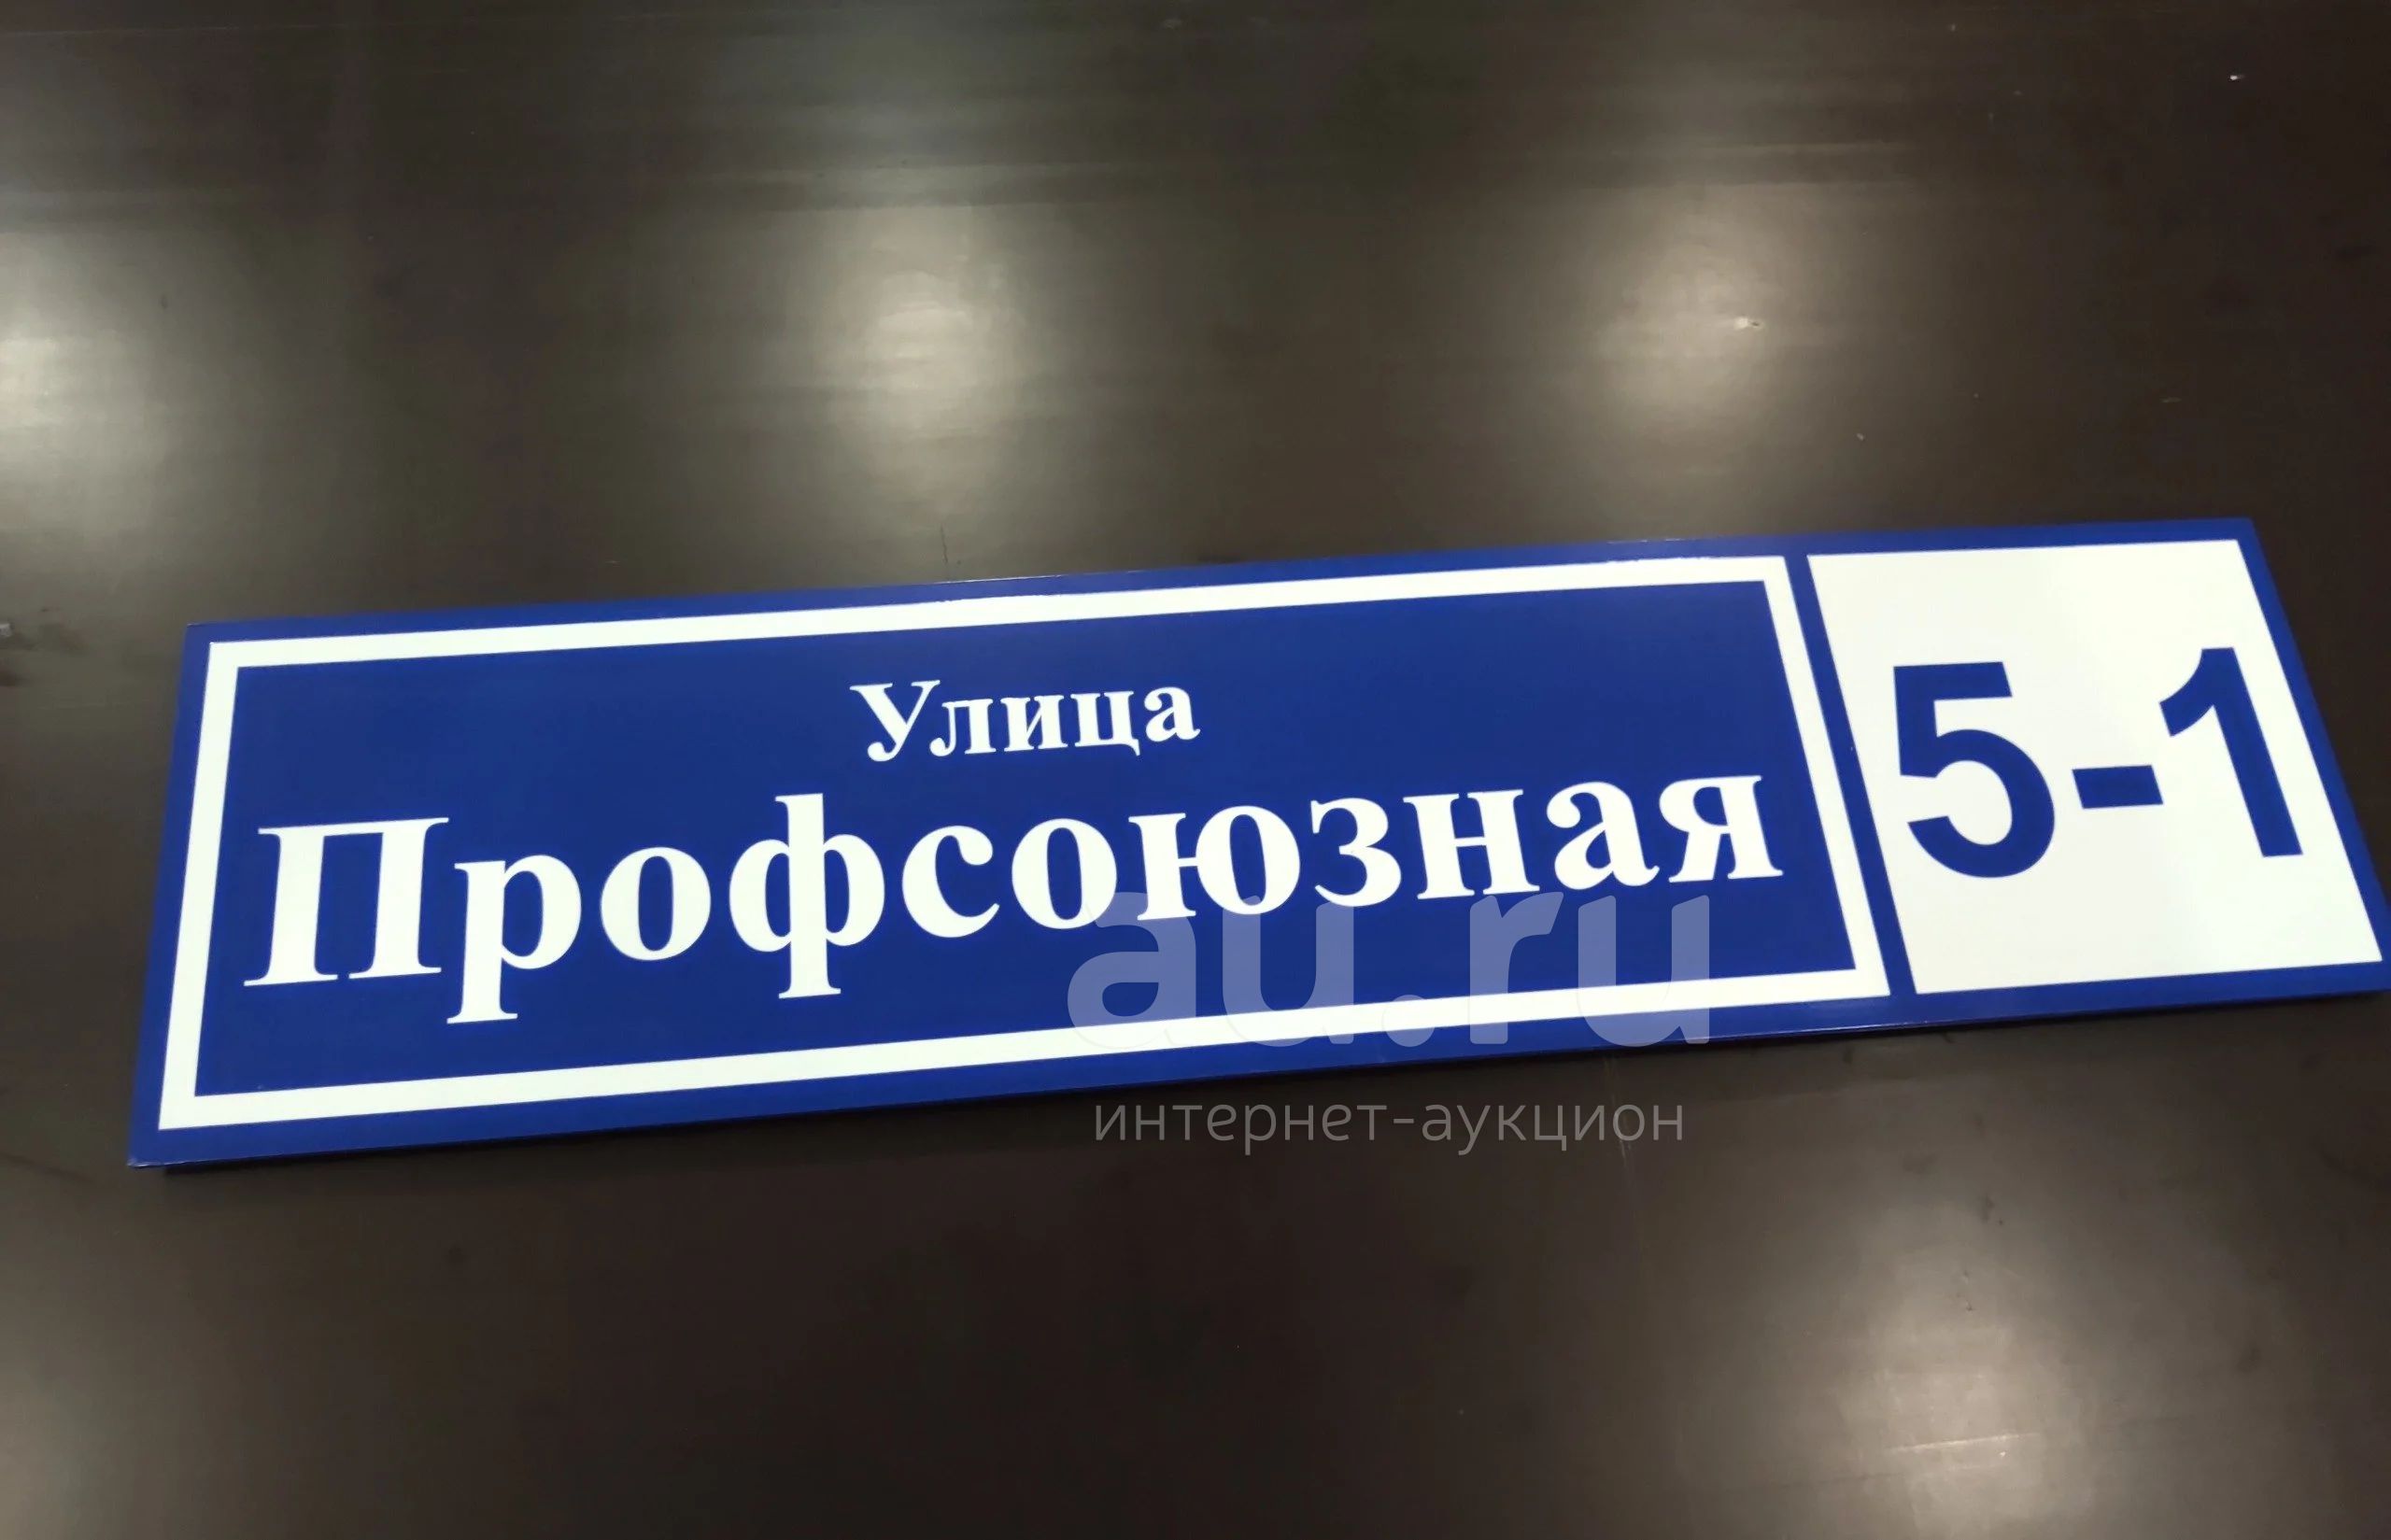 Улица
Профсоюзная
5-1
au.ru
интернет-аукцион